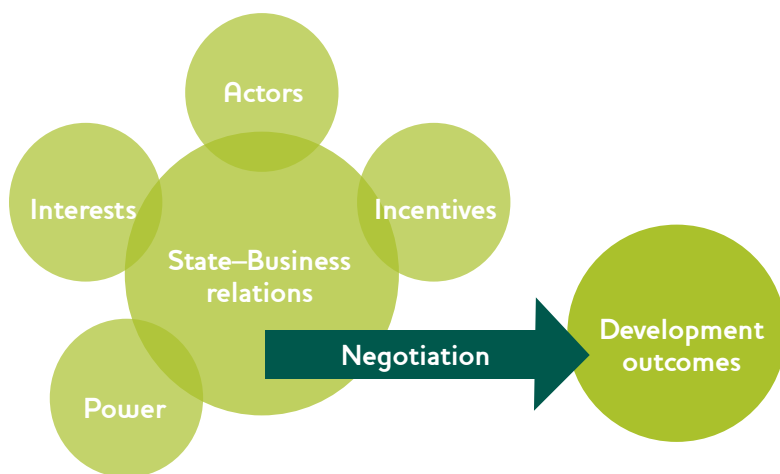 Actors
Interests
Incentives
State–Business
relations
Negotiation
Development
outcomes
Power